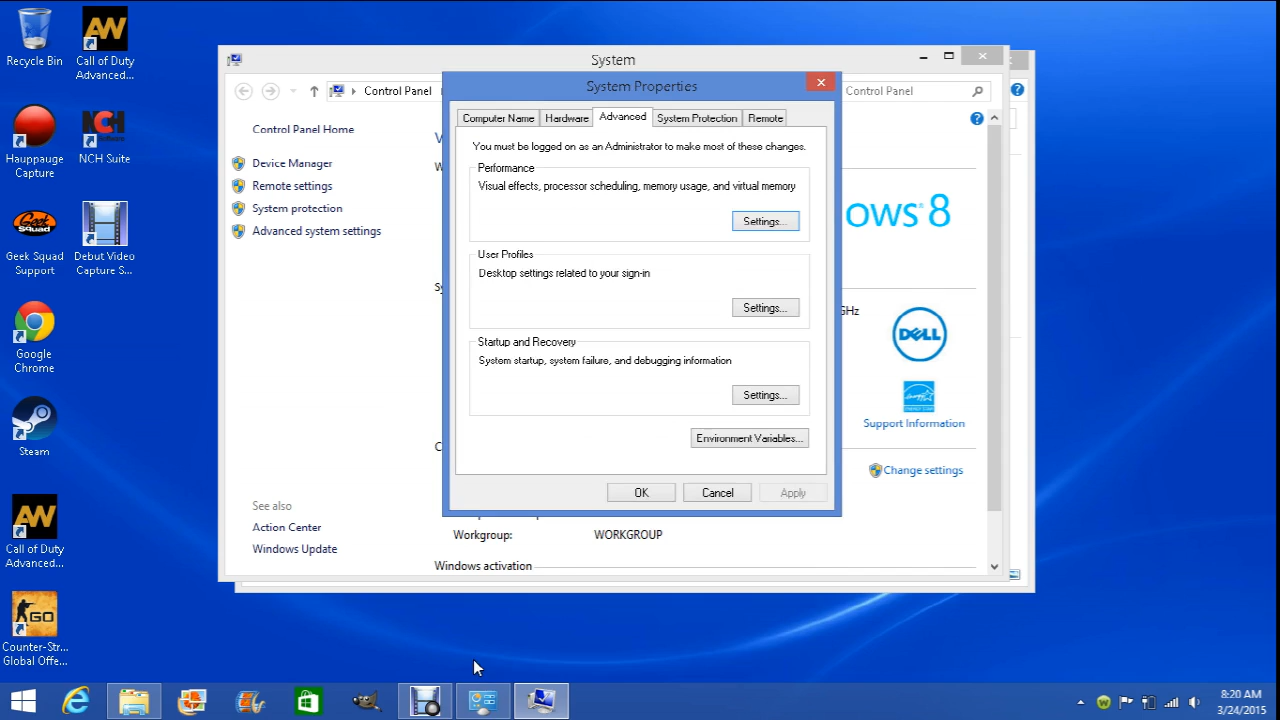 Recycle Bin
Call of Duty
Advanced...
Hauppauge
Capture
NCH
Software
NCH Suite
Geek
Squad
Geek Squad
Support
Debut Video
Capture S...
Google
Chrome
Steam
AW
Call of Duty
Advanced...
GO
Counter-Str...
Global Offe...
System
Control Panel
Control Panel
Control Panel Home
Device Manager
Remote settings
System protection
Advanced system settings
See also
Action Center
Windows Update
System Properties
Computer Name
Hardware
Advanced
System Protection
Remote
You must be logged on as an Administrator to make most of these changes.
Performance
Visual effects, processor scheduling, memory usage, and virtual memory
Settings...
User Profiles
Desktop settings related to your sign-in
Settings...
Startup and Recovery
System startup, system failure, and debugging information
Settings...
Environment Variables...
OK
Cancel
Apply
ows 8
GHz
DELL
Support Information
Change settings
Workgroup:
WORKGROUP
Windows activation
8:20 AM
3/24/2015